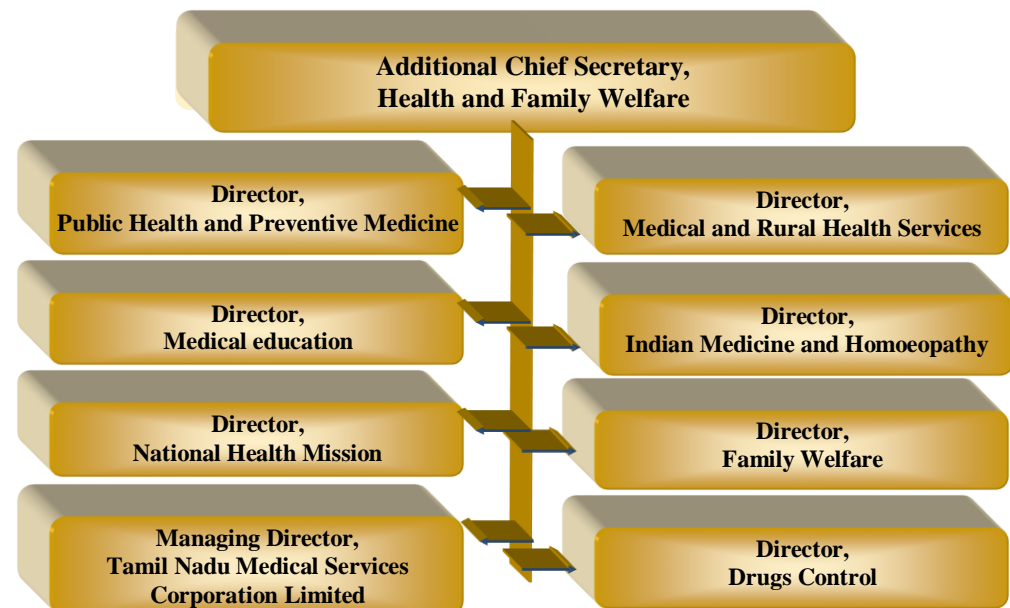 Additional Chief Secretary,
Health and Family Welfare
Director,
Public Health and Preventive Medicine
Director,
Medical and Rural Health Services
Director,
Medical education
Director,
Indian Medicine and Homoeopathy
Director,
National Health Mission
Director,
Family Welfare
Managing Director,
Tamil Nadu Medical Services
Corporation Limited
Director,
Drugs Control